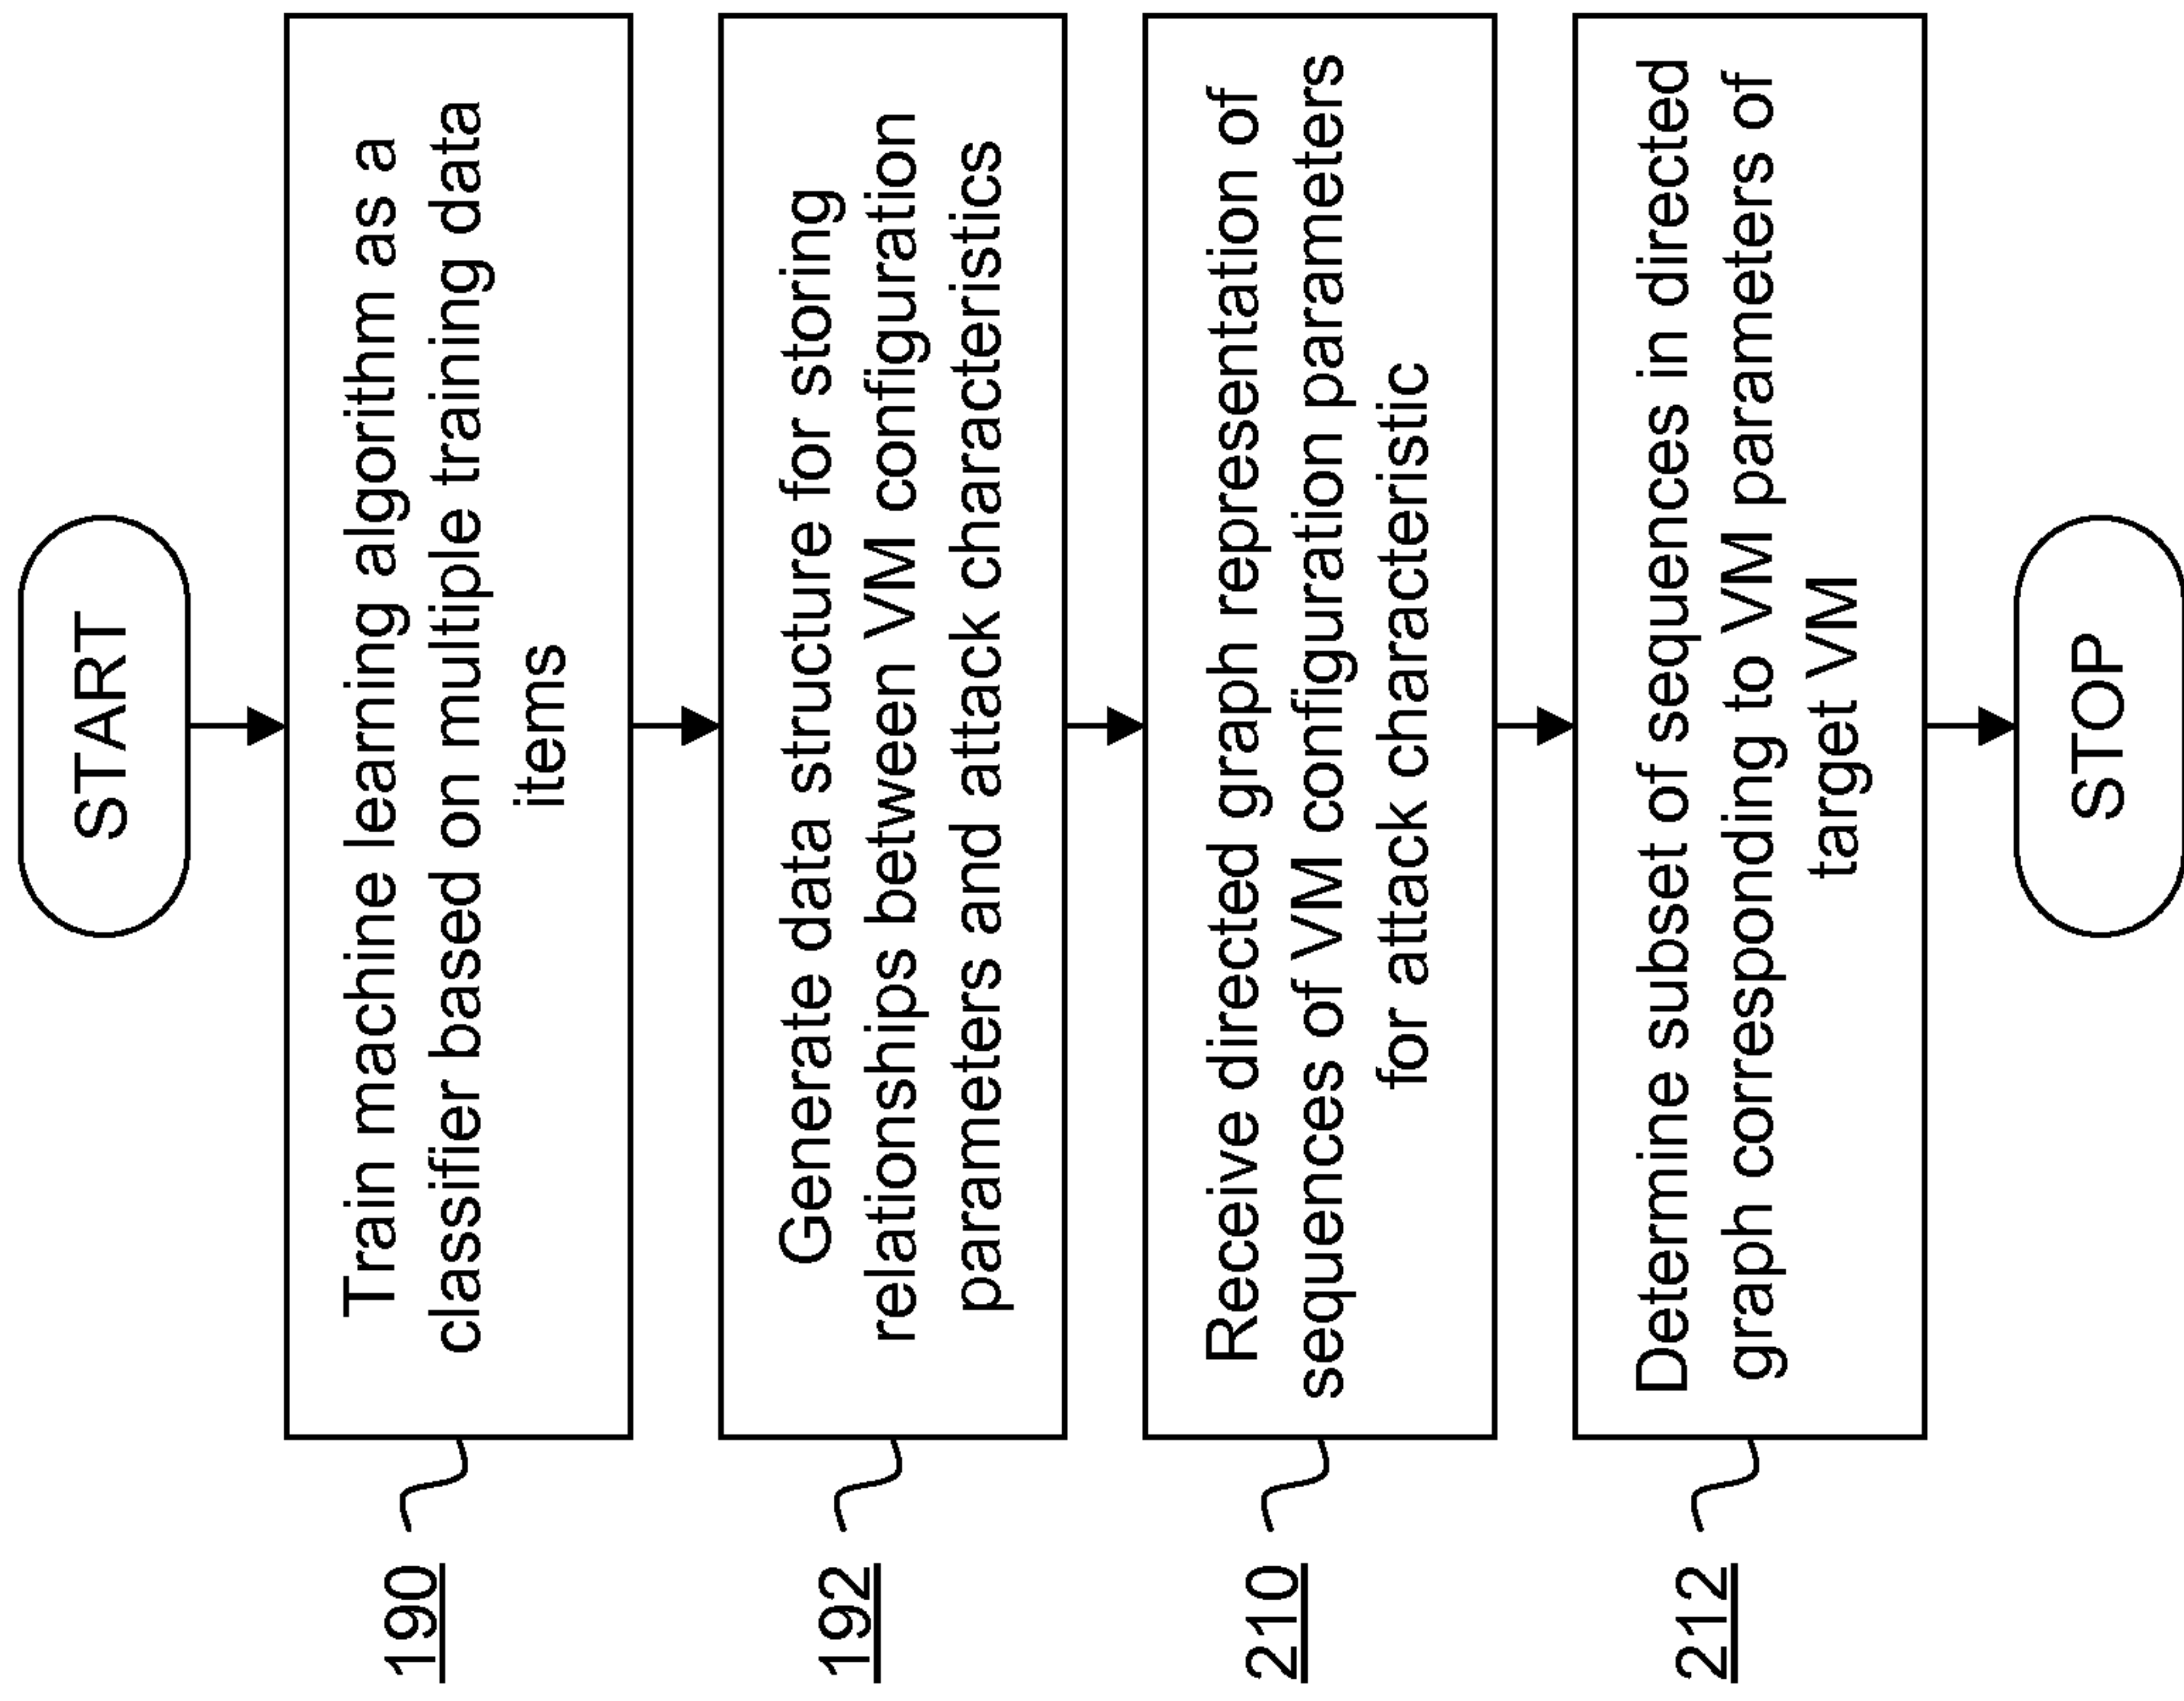 START
190
Train machine learning algorithm as a
classifier based on multiple training data
items
192
Generate data structure for storing
relationships between VM configuration
parameters and attack characteristics
210
Receive directed graph representation of
sequences of VM configuration parameters
for attack characteristic
212
Determine subset of sequences in directed
graph corresponding to VM parameters of
target VM
STOP